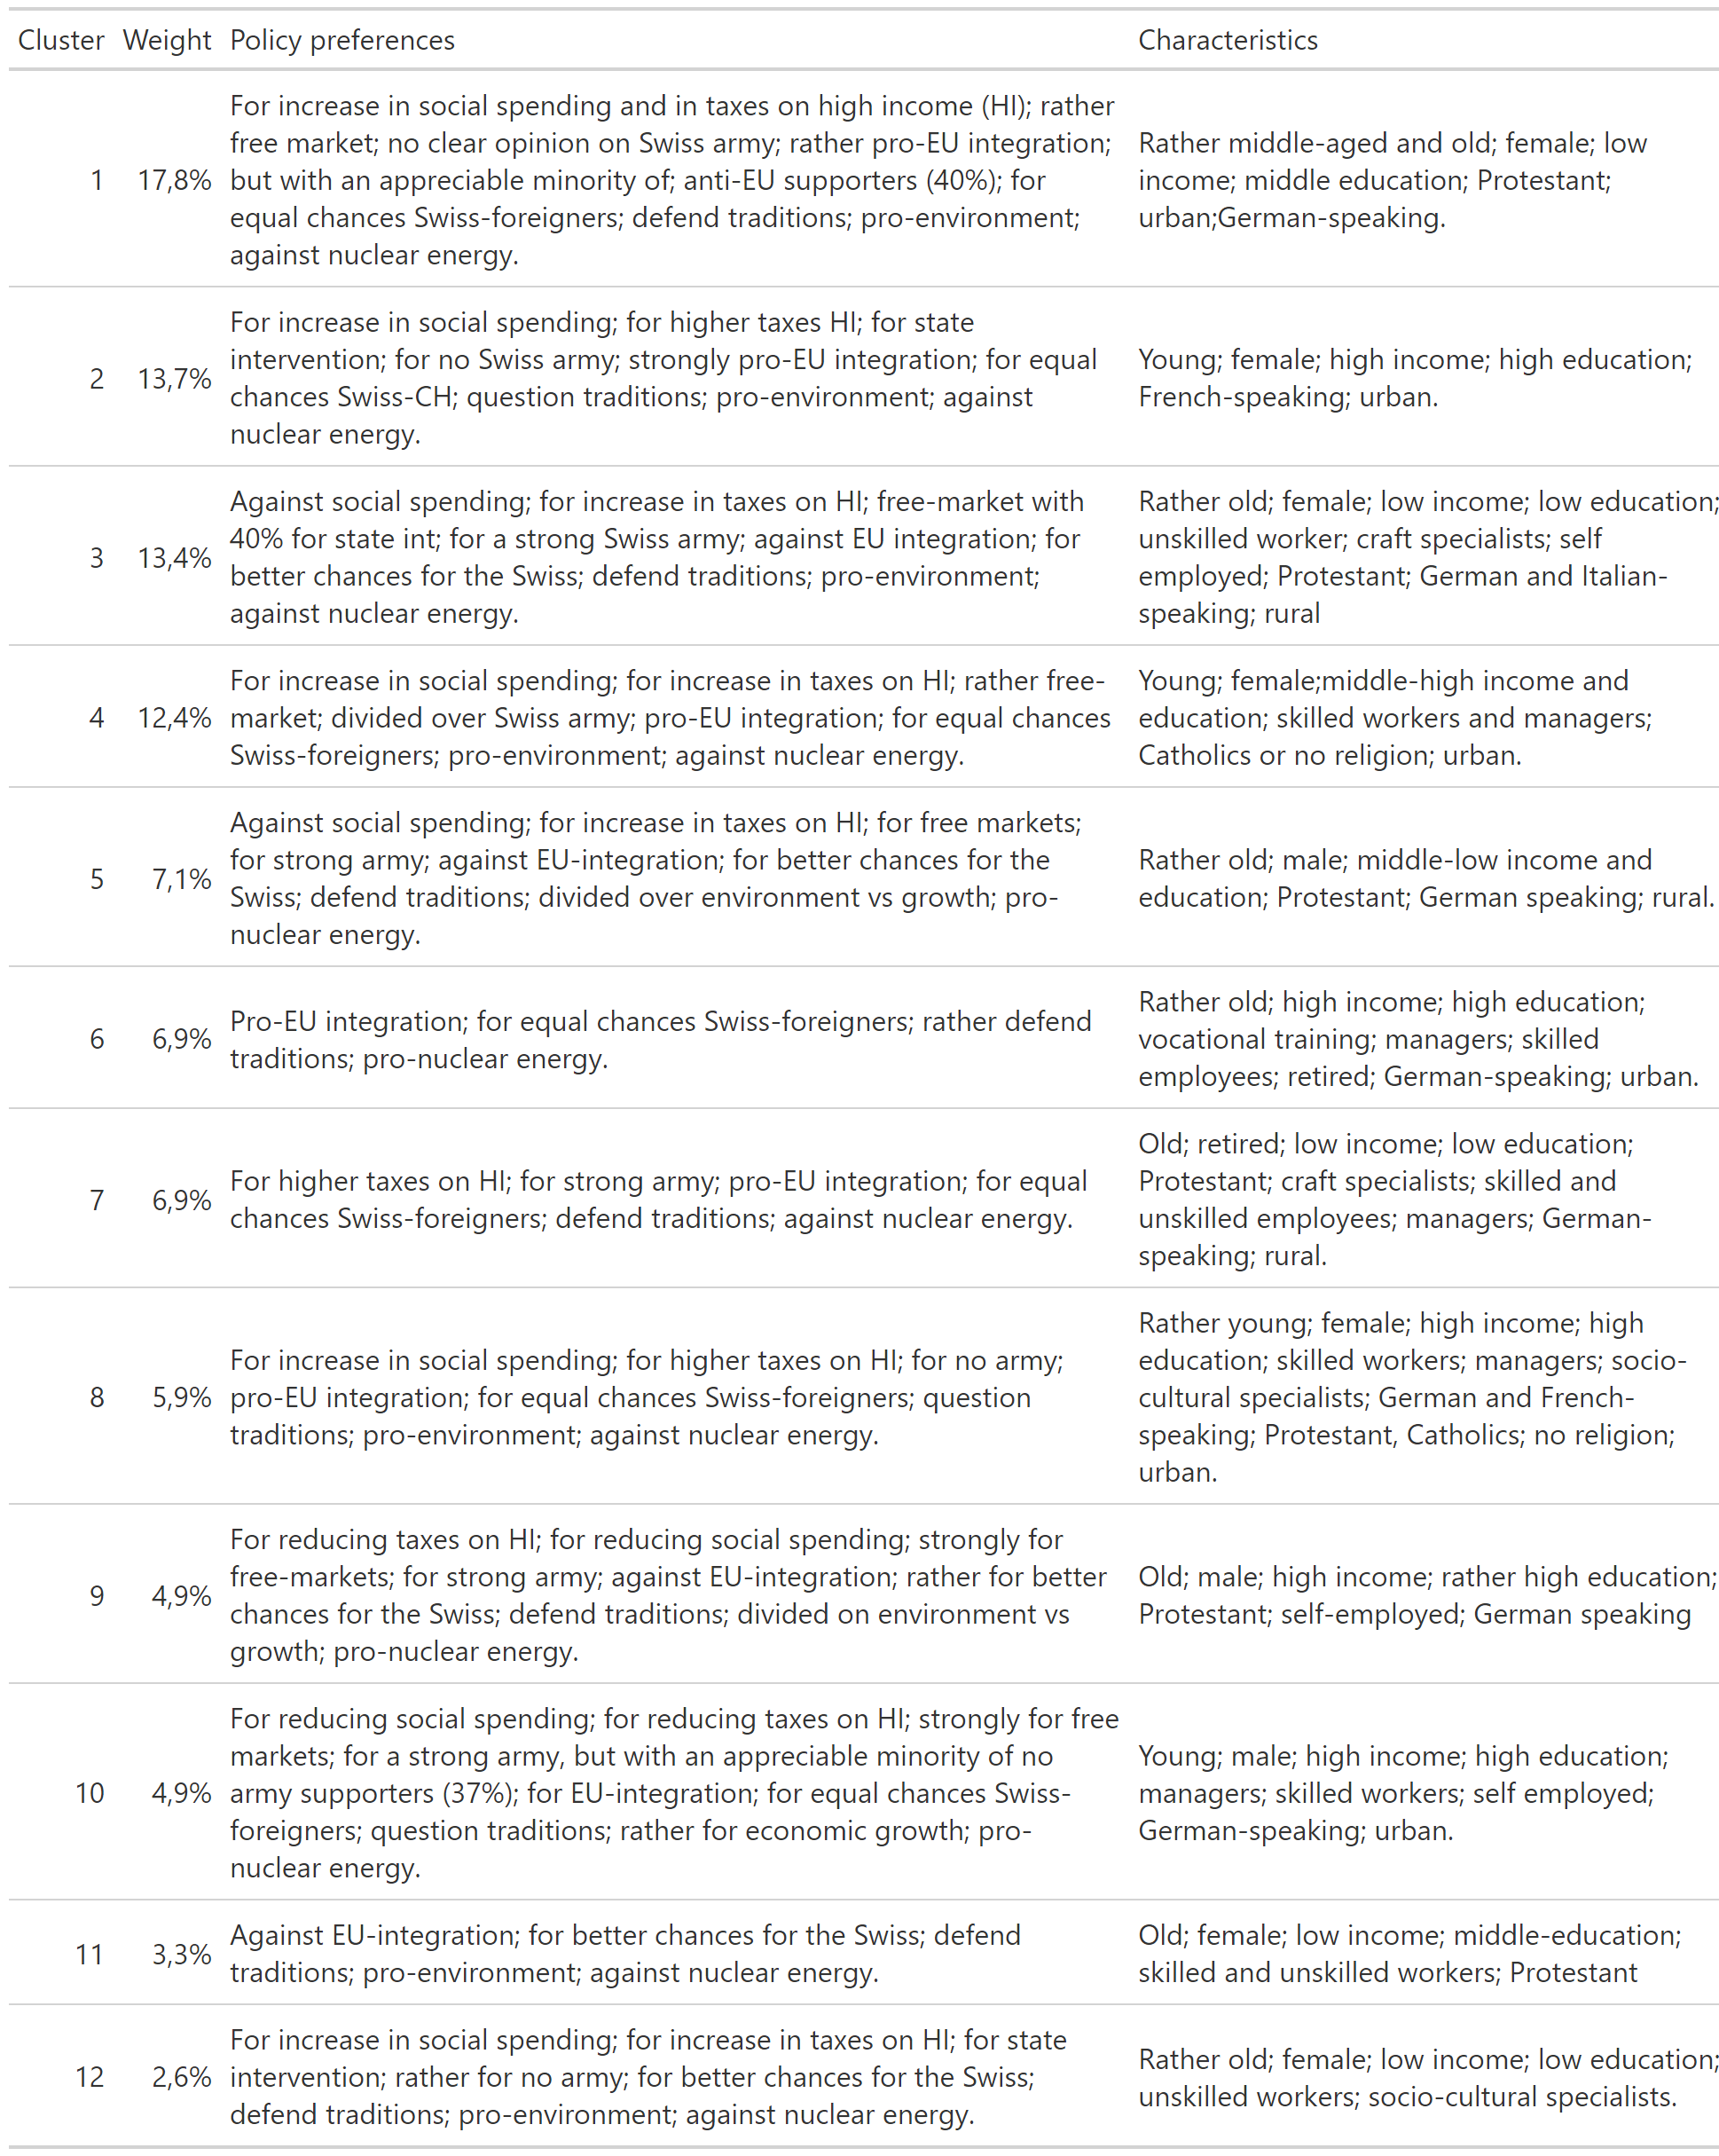 Cluster Weight Policy preferences Characteristics
For increase in social spending and in taxes on high income (HI); rather
free market; no clear opinion on Swiss army; rather pro-EU integration;
1 17,8% but with an appreciable minority of; anti-EU supporters (40%); for
equal chances Swiss-foreigners; defend traditions; pro-environment;
against nuclear energy.
Rather middle-aged and old; female; low
income; middle education; Protestant;
urban;German-speaking.
For increase in social spending; for higher taxes HI; for state
intervention; for no Swiss army; strongly pro-EU integration; for equal
2 13,7% chances Swiss-CH; question traditions; pro-environment; against
nuclear energy.
Young; female; high income; high education;
French-speaking; urban.
Against social spending; for increase in taxes on HI; free-market with
40% for state int; for a strong Swiss army; against EU integration; for
3 13,4% better chances for the Swiss; defend traditions; pro-environment;
against nuclear energy.
Rather old; female; low income; low education;
unskilled worker; craft specialists; self
employed; Protestant; German and Italian-
speaking; rural
For increase in social spending; for increase in taxes on HI; rather free-
4 12,4% market; divided over Swiss army; pro-EU integration; for equal chances
Swiss-foreigners; pro-environment; against nuclear energy.
Young; female;middle-high income and
education; skilled workers and managers;
Catholics or no religion; urban.
Against social spending; for increase in taxes on HI; for free markets;
for strong army; against EU-integration; for better chances for the
5 7,1% Swiss; defend traditions; divided over environment vs growth; pro-
nuclear energy.
Rather old; male; middle-low income and
education; Protestant; German speaking; rural.
6 6,9% Pro-EU integration; for equal chances Swiss-foreigners; rather defend
traditions; pro-nuclear energy.
Rather old; high income; high education;
vocational training; managers; skilled
employees; retired; German-speaking; urban.
7 6,9% For higher taxes on HI; for strong army; pro-EU integration; for equal
chances Swiss-foreigners; defend traditions; against nuclear energy.
Old; retired; low income; low education;
Protestant; craft specialists; skilled and
unskilled employees; managers; German-
speaking; rural.
For increase in social spending; for higher taxes on HI; for no army;
8 5,9% pro-EU integration; for equal chances Swiss-foreigners; question
traditions; pro-environment; against nuclear energy.
Rather young; female; high income; high
education; skilled workers; managers; socio-
cultural specialists; German and French-
speaking; Protestant, Catholics; no religion;
urban.
For reducing taxes on HI; for reducing social spending; strongly for
free-markets; for strong army; against EU-integration; rather for better
9 4,9% chances for the Swiss; defend traditions; divided on environment vs
growth; pro-nuclear energy.
Old; male; high income; rather high education;
Protestant; self-employed; German speaking
For reducing social spending; for reducing taxes on HI; strongly for free
markets; for a strong army, but with an appreciable minority of no
10 4,9% army supporters (37%); for EU-integration; for equal chances Swiss-
foreigners; question traditions; rather for economic growth; pro-
nuclear energy.
Young; male; high income; high education;
managers; skilled workers; self employed;
German-speaking; urban.
11 3,3% Against EU-integration; for better chances for the Swiss; defend
traditions; pro-environment; against nuclear energy.
Old; female; low income; middle-education;
skilled and unskilled workers; Protestant
For increase in social spending; for increase in taxes on HI; for state
12 2,6% intervention; rather for no army; for better chances for the Swiss;
defend traditions; pro-environment; against nuclear energy.
Rather old; female; low income; low education;
unskilled workers; socio-cultural specialists.